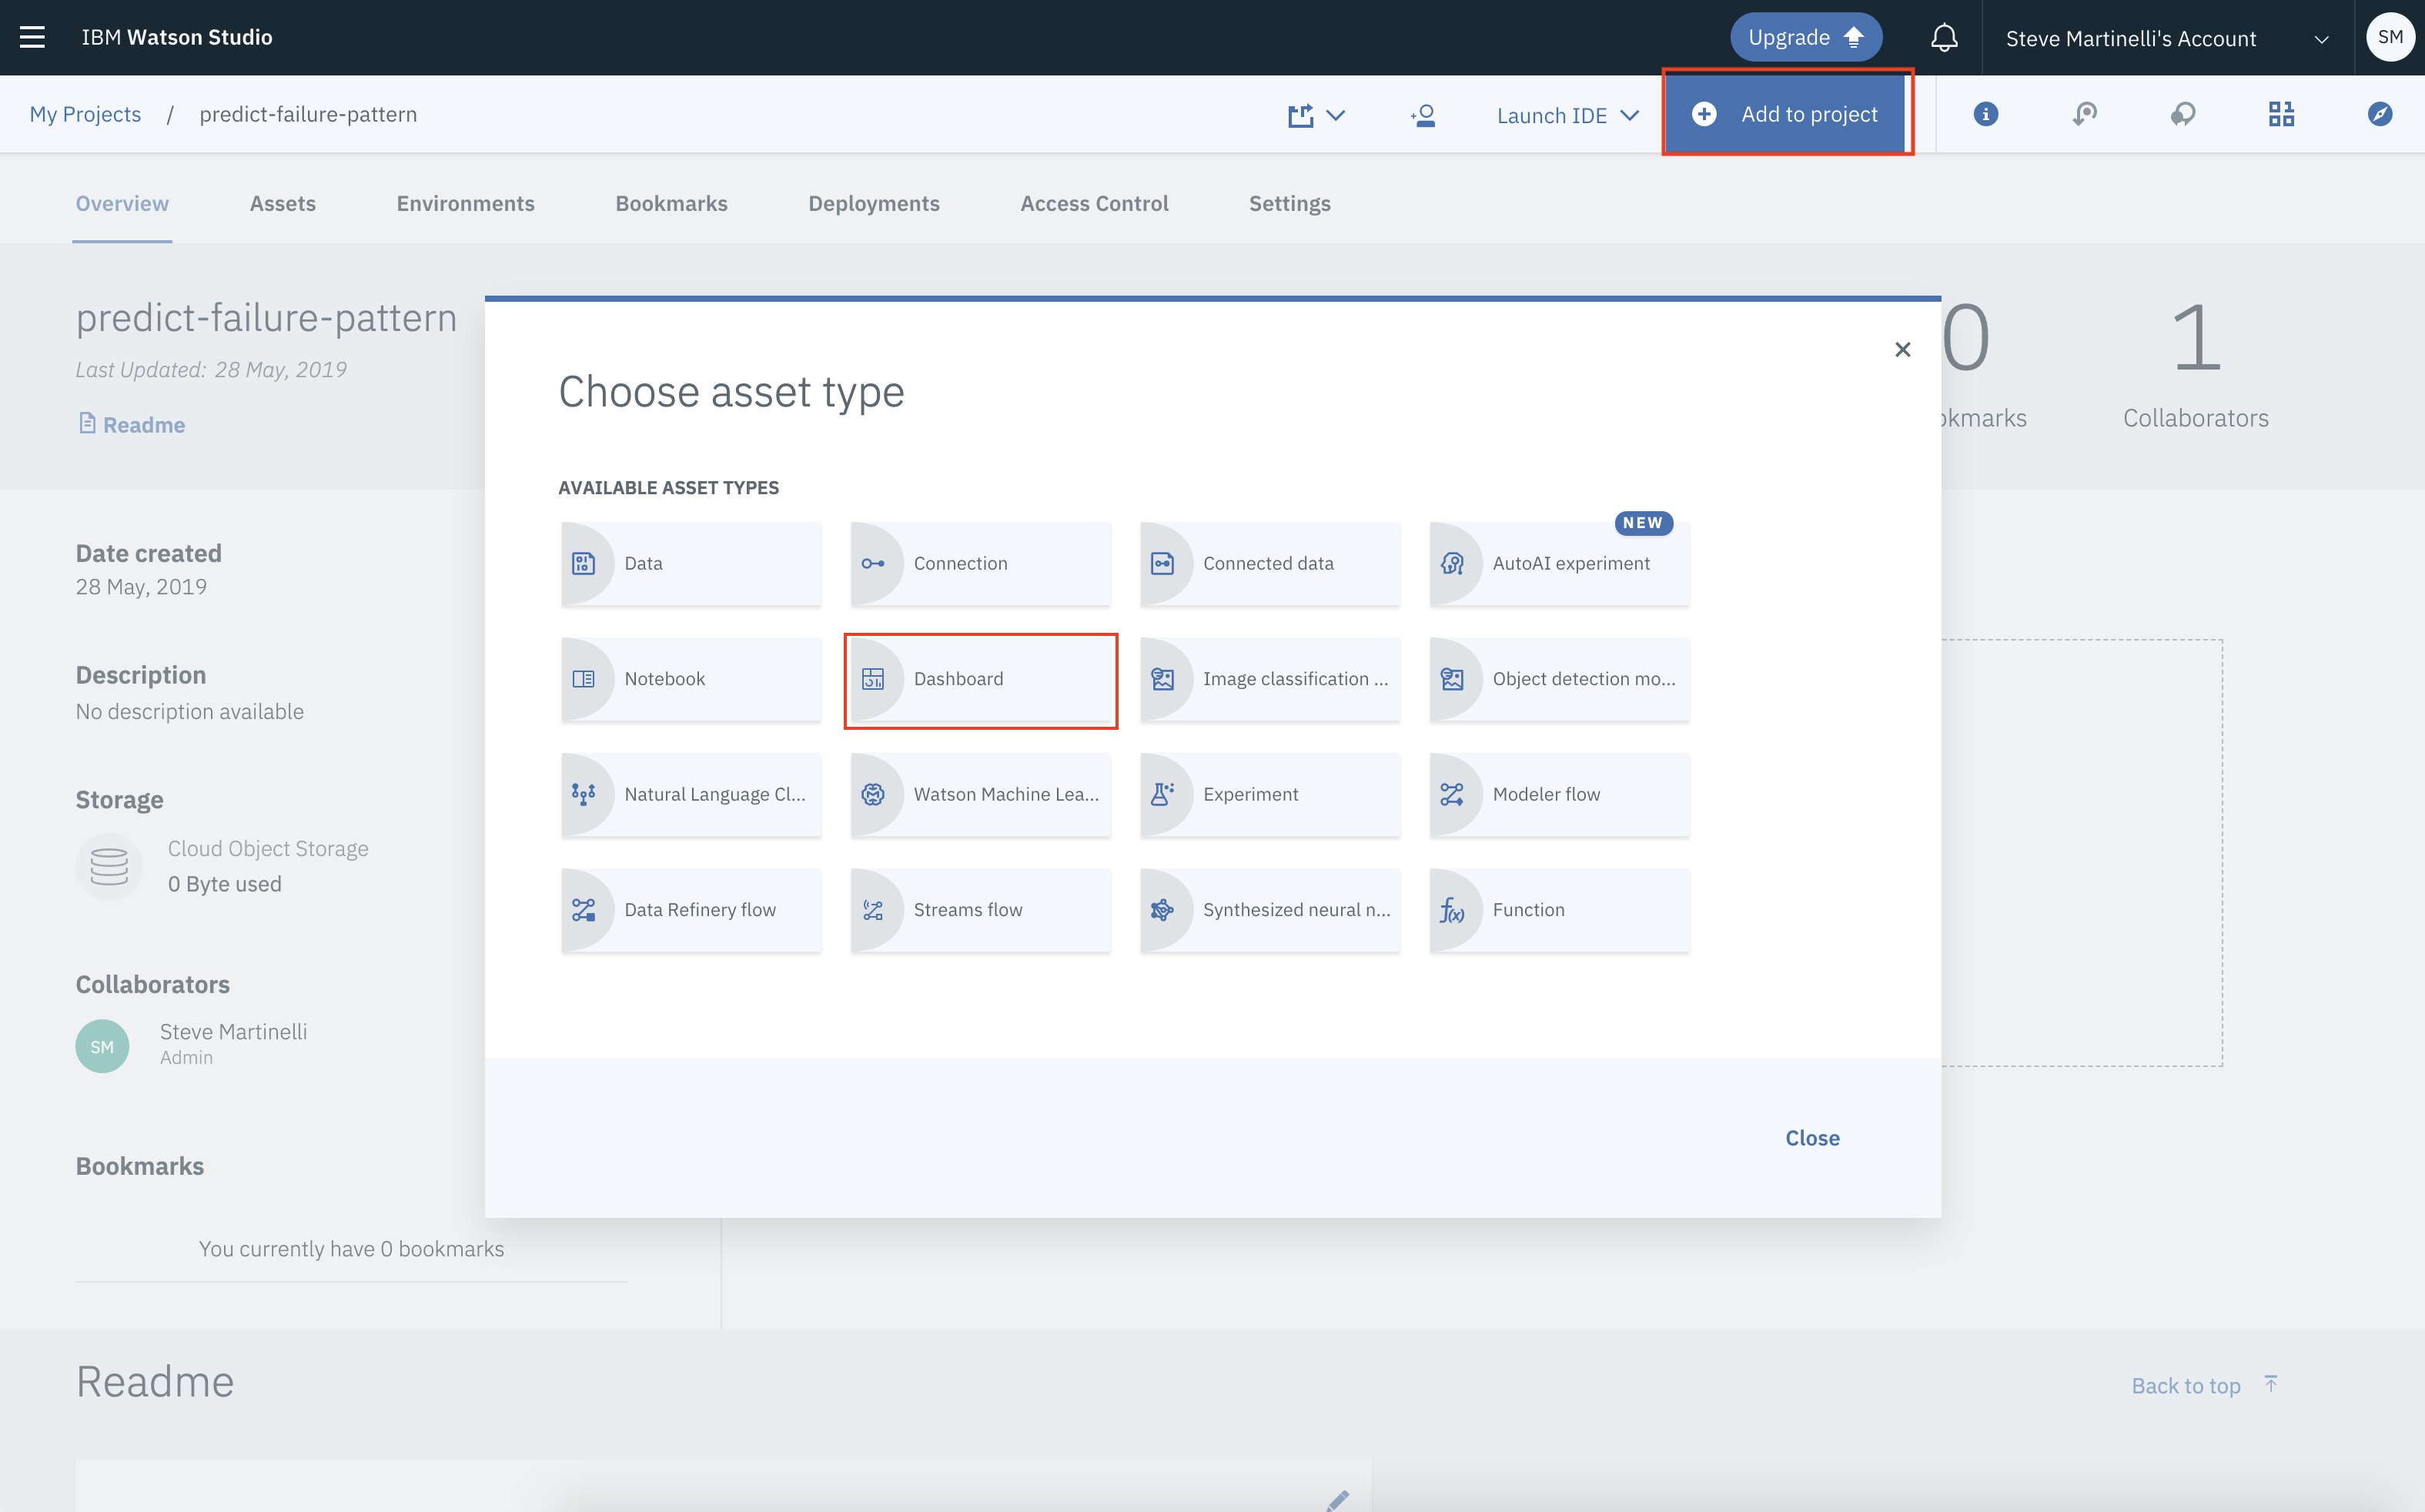 IBM Watson Studio
Upgrade
Steve Martinelli's Account
SM
My Projects / predict-failure-pattern
Launch IDE
Add to project
Overview
Assets
Environments
Bookmarks
Deployments
Access Control
Settings
predict-failure-pattern
Last Updated: 28 May, 2019
Readme
0
okmarks
1
Collaborators
Date created
28 May, 2019
Description
No description available
Storage
Cloud Object Storage
0 Byte used
Collaborators
SM
Steve Martinelli
Admin
Bookmarks
You currently have 0 bookmarks
Choose asset type
AVAILABLE ASSET TYPES
Data
Connection
Connected data
NEW
AutoAI experiment
Notebook
Dashboard
Image classification ...
Object detection mo...
Natural Language Cl...
Watson Machine Lea...
Experiment
Modeler flow
Data Refinery flow
Streams flow
Synthesized neural n...
f(x)
Function
Close
Readme
Back to top